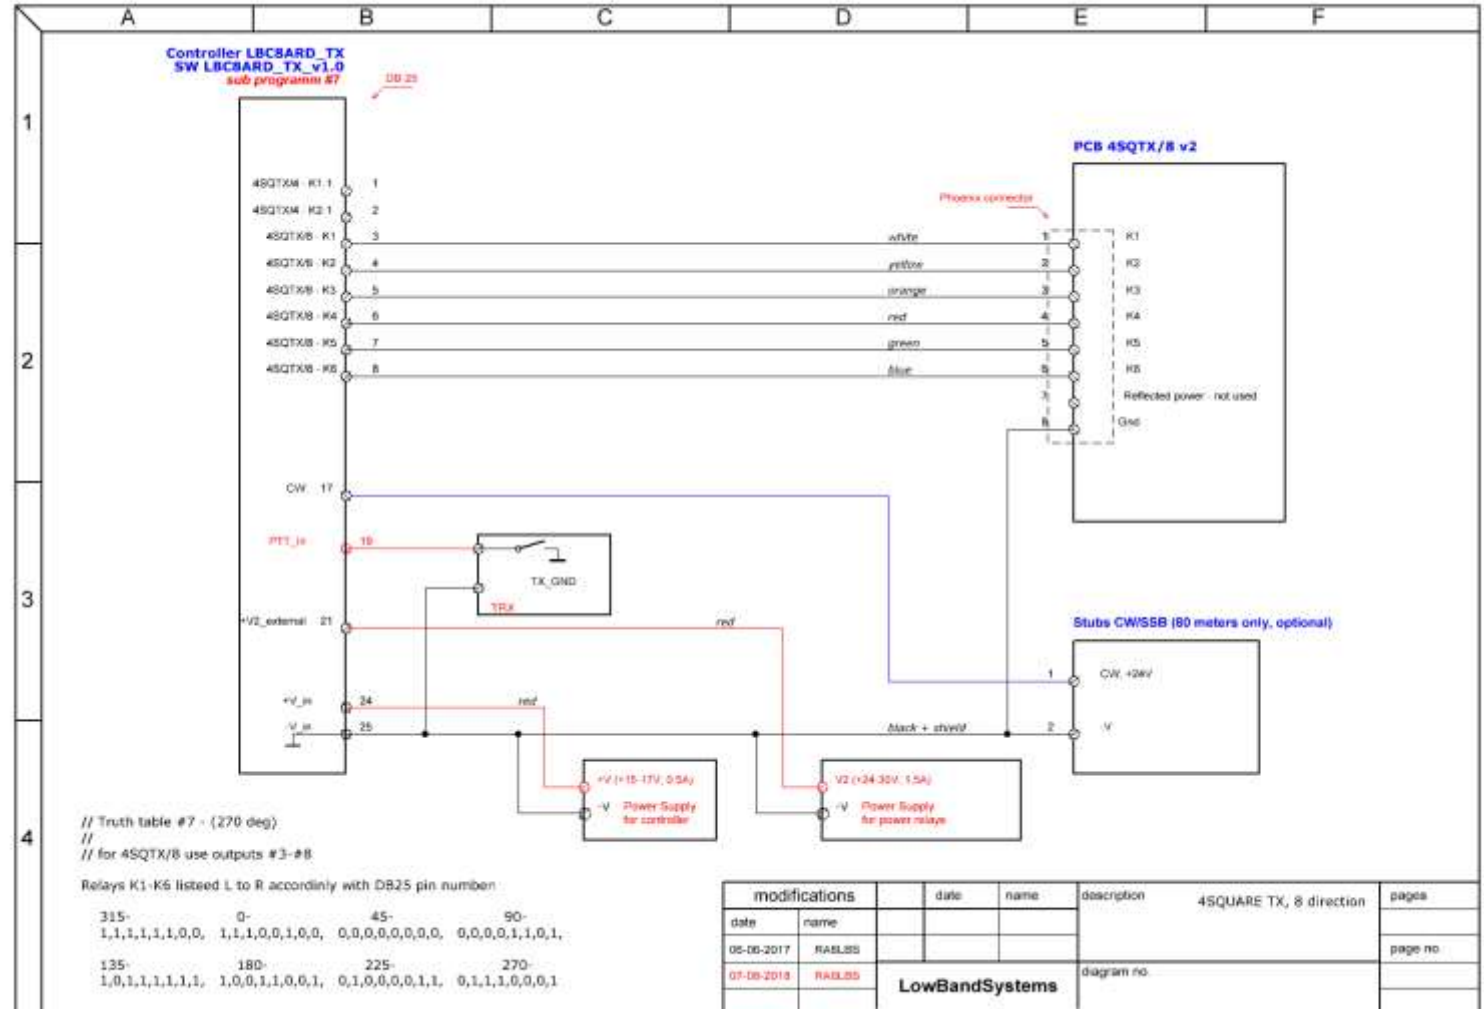 A B C D E F
1
2
3
4
Controller LBC8ARD_TX
SW LBC8ARD_TX_v1.0
sub programm #7
DB 25
4SQTX/4 - K1.1 1
4SQTX/4 - K2.1 2
4SQTX/8 - K1 3
4SQTX/8 - K2 4
4SQTX/8 - K3 5
4SQTX/8 - K4 6
4SQTX/8 - K5 7
4SQTX/8 - K6 8
CW 17
PTT_in 19
+V2_external 21
+V_in 24
-V_in 25
PCB 4SQTX/8 v2
Phoenix connector
white 1 K1
yellow 2 K2
orange 3 K3
red 4 K4
green 5 K5
blue 6 K6
7 Reflected power - not used
8 Gnd
TX_GND
TRX
red
red
black + shield
Stubs CW/SSB (80 meters only, optional)
1 CW, +24V
2 -V
+V (+15-17V, 0.5A)
-V Power Supply
for controller
V2 (+24-30V, 1.5A)
-V Power Supply
for power relays
// Truth table #7 - (270 deg)
//
// for 4SQTX/8 use outputs #3-#8
Relays K1-K6 listeed L to R accordinly with DB25 pin number:
315- 0- 45- 90-
1,1,1,1,1,1,0,0, 1,1,1,0,0,1,0,0, 0,0,0,0,0,0,0,0, 0,0,0,0,1,1,0,1,
135- 180- 225- 270-
1,0,1,1,1,1,1,1, 1,0,0,1,1,0,0,1, 0,1,0,0,0,0,1,1, 0,1,1,1,0,0,0,1
modifications date name description 4SQUARE TX, 8 direction pages
date name
06-06-2017 RA6LBS page no.
07-08-2018 RA6LBS LowBandSystems diagram no.